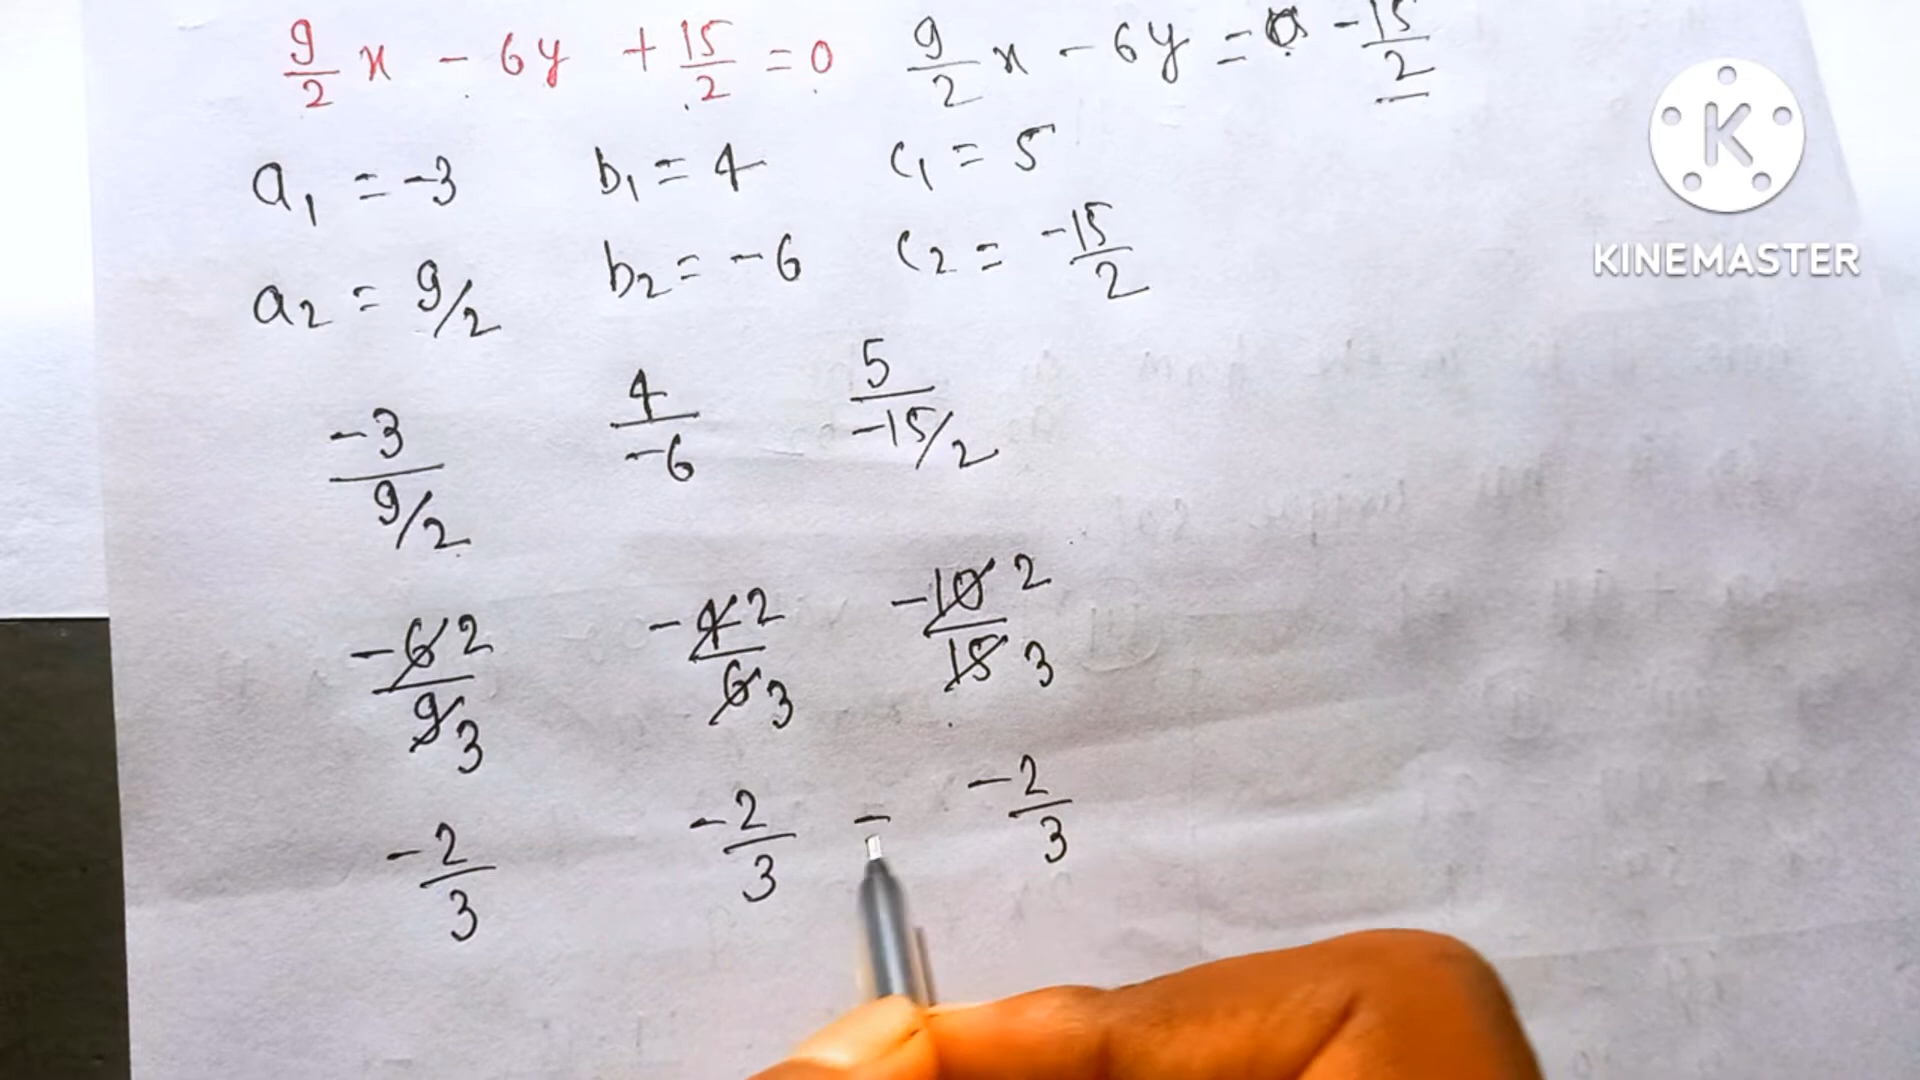 9/2 x - 6y + 15/2 = 0 9/2 x - 6y = -15/2
K
a1 = -3 b1 = 4 c1 = 5
KINEMASTER
a2 = 9/2 b2 = -6 c2 = -15/2
-3/9/2 4/-6 5/-15/2
-6 2/9 3 -4 2/6 3 -10 2/15 3
-2/3 -2/3 = -2/3